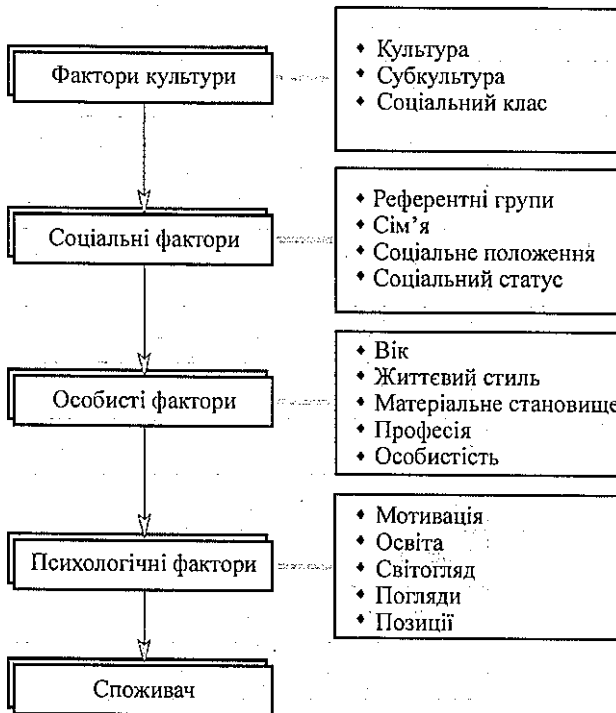 Фактори культури
♦ Культура
♦ Субкультура
♦ Соціальний клас
Соціальні фактори
♦ Референтні групи
♦ Сім’я
♦ Соціальне положення
♦ Соціальний статус
Особисті фактори
♦ Вік
♦ Життєвий стиль
♦ Матеріальне становище
♦ Професія
♦ Особистість
Психологічні фактори
♦ Мотивація
♦ Освіта
♦ Світогляд
♦ Погляди
♦ Позиції
Споживач